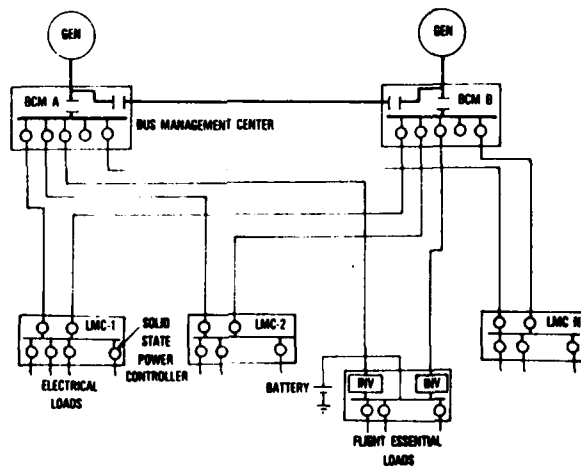 GEN
GEN
BCM A
BCM B
BUS MANAGEMENT CENTER
LMC-1
SOLID
STATE
POWER
CONTROLLER
LMC-2
LMC N
ELECTRICAL
LOADS
BATTERY
INV
INV
FLIGHT ESSENTIAL
LOADS